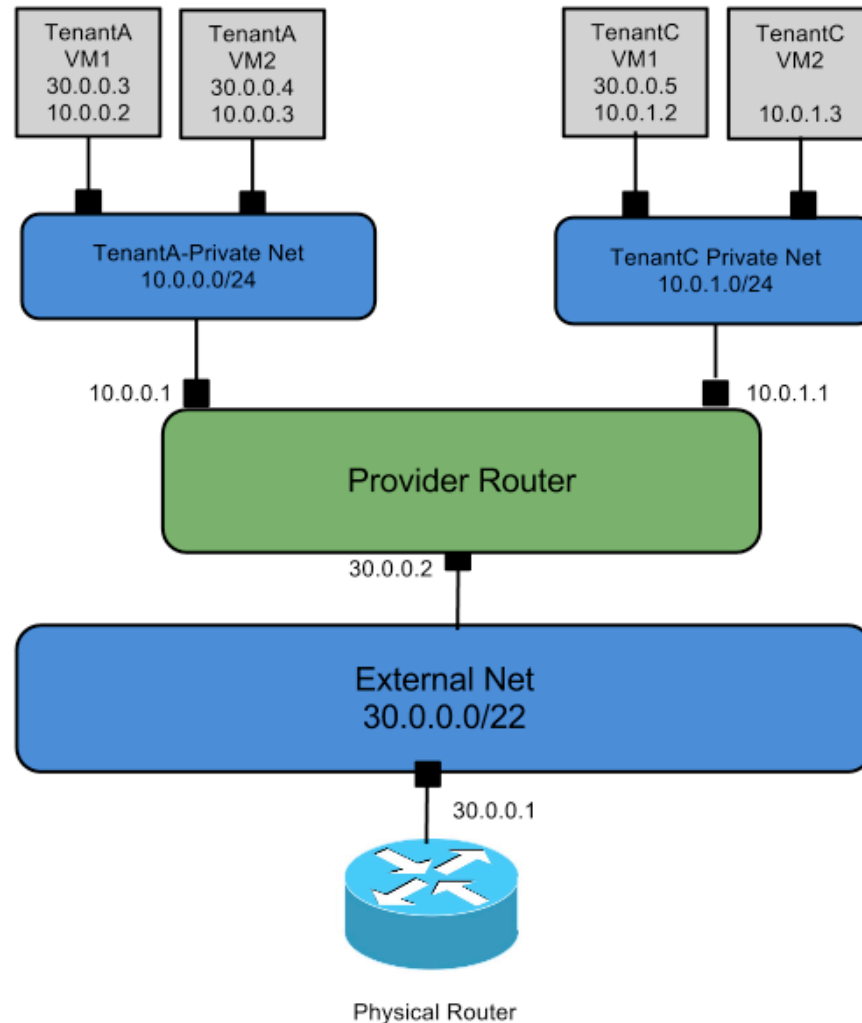 TenantA
VM1
30.0.0.3
10.0.0.2
TenantA
VM2
30.0.0.4
10.0.0.3
TenantC
VM1
30.0.0.5
10.0.1.2
TenantC
VM2
10.0.1.3
TenantA-Private Net
10.0.0.0/24
TenantC Private Net
10.0.1.0/24
10.0.0.1
10.0.1.1
Provider Router
30.0.0.2
External Net
30.0.0.0/22
30.0.0.1
Physical Router